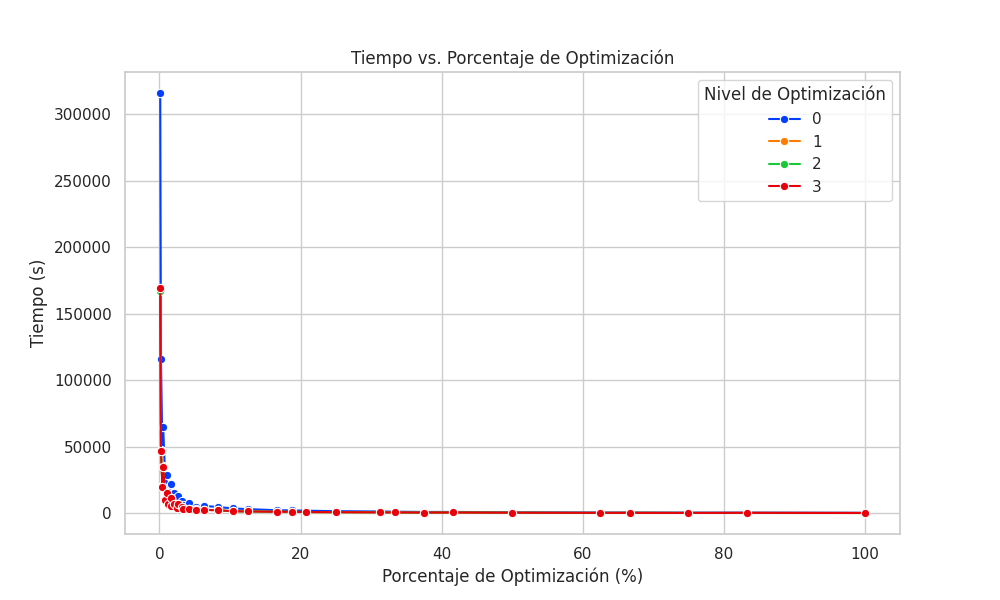 Tiempo vs. Porcentaje de Optimización
Nivel de Optimización
0
1
2
3
Tiempo (s)
300000
250000
200000
150000
100000
50000
0
0 20 40 60 80 100
Porcentaje de Optimización (%)